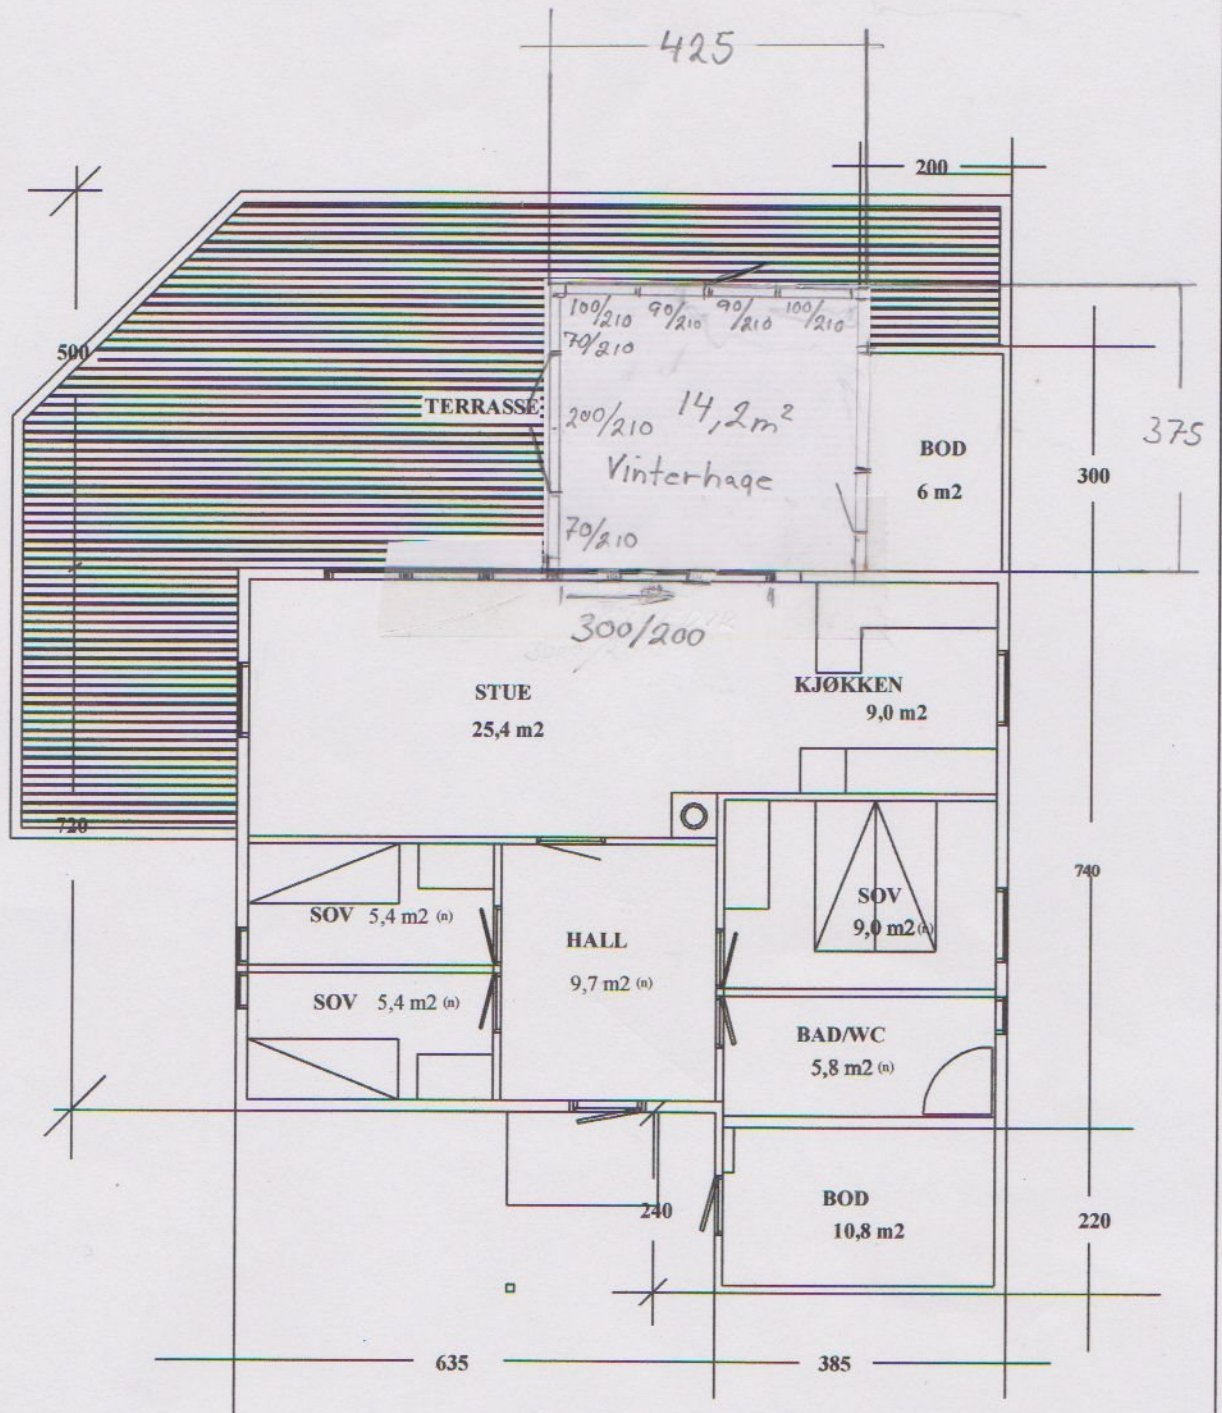 425
200
100/210 90/210 90/210 100/210
70/210
500
TERRASSE
200/210
14,2m²
Vinterhage
BOD
6 m2
375
300
70/210
300/200
STUE
25,4 m2
KJØKKEN
9,0 m2
720
740
SOV 5,4 m2 (n)
SOV
9,0 m2 (n)
HALL
9,7 m2 (n)
SOV 5,4 m2 (n)
BAD/WC
5,8 m2 (n)
BOD
10,8 m2
240
220
635
385